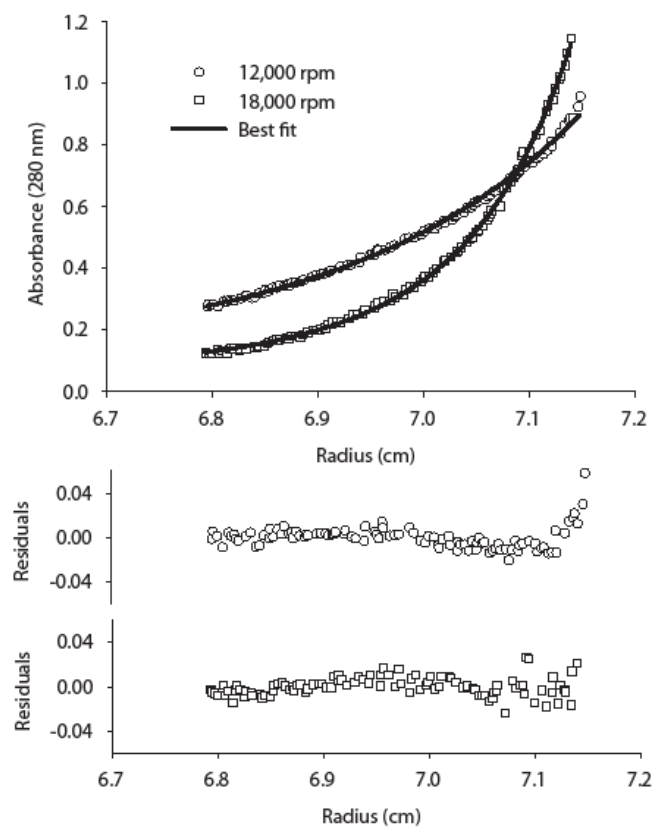 1.2
1.0
0.8
0.6
0.4
0.2
0.0
Absorbance (280 nm)
12,000 rpm
18,000 rpm
Best fit
6.7 6.8 6.9 7.0 7.1 7.2
Radius (cm)
0.04
0.00
-0.04
Residuals
0.04
0.00
-0.04
Residuals
6.7 6.8 6.9 7.0 7.1 7.2
Radius (cm)